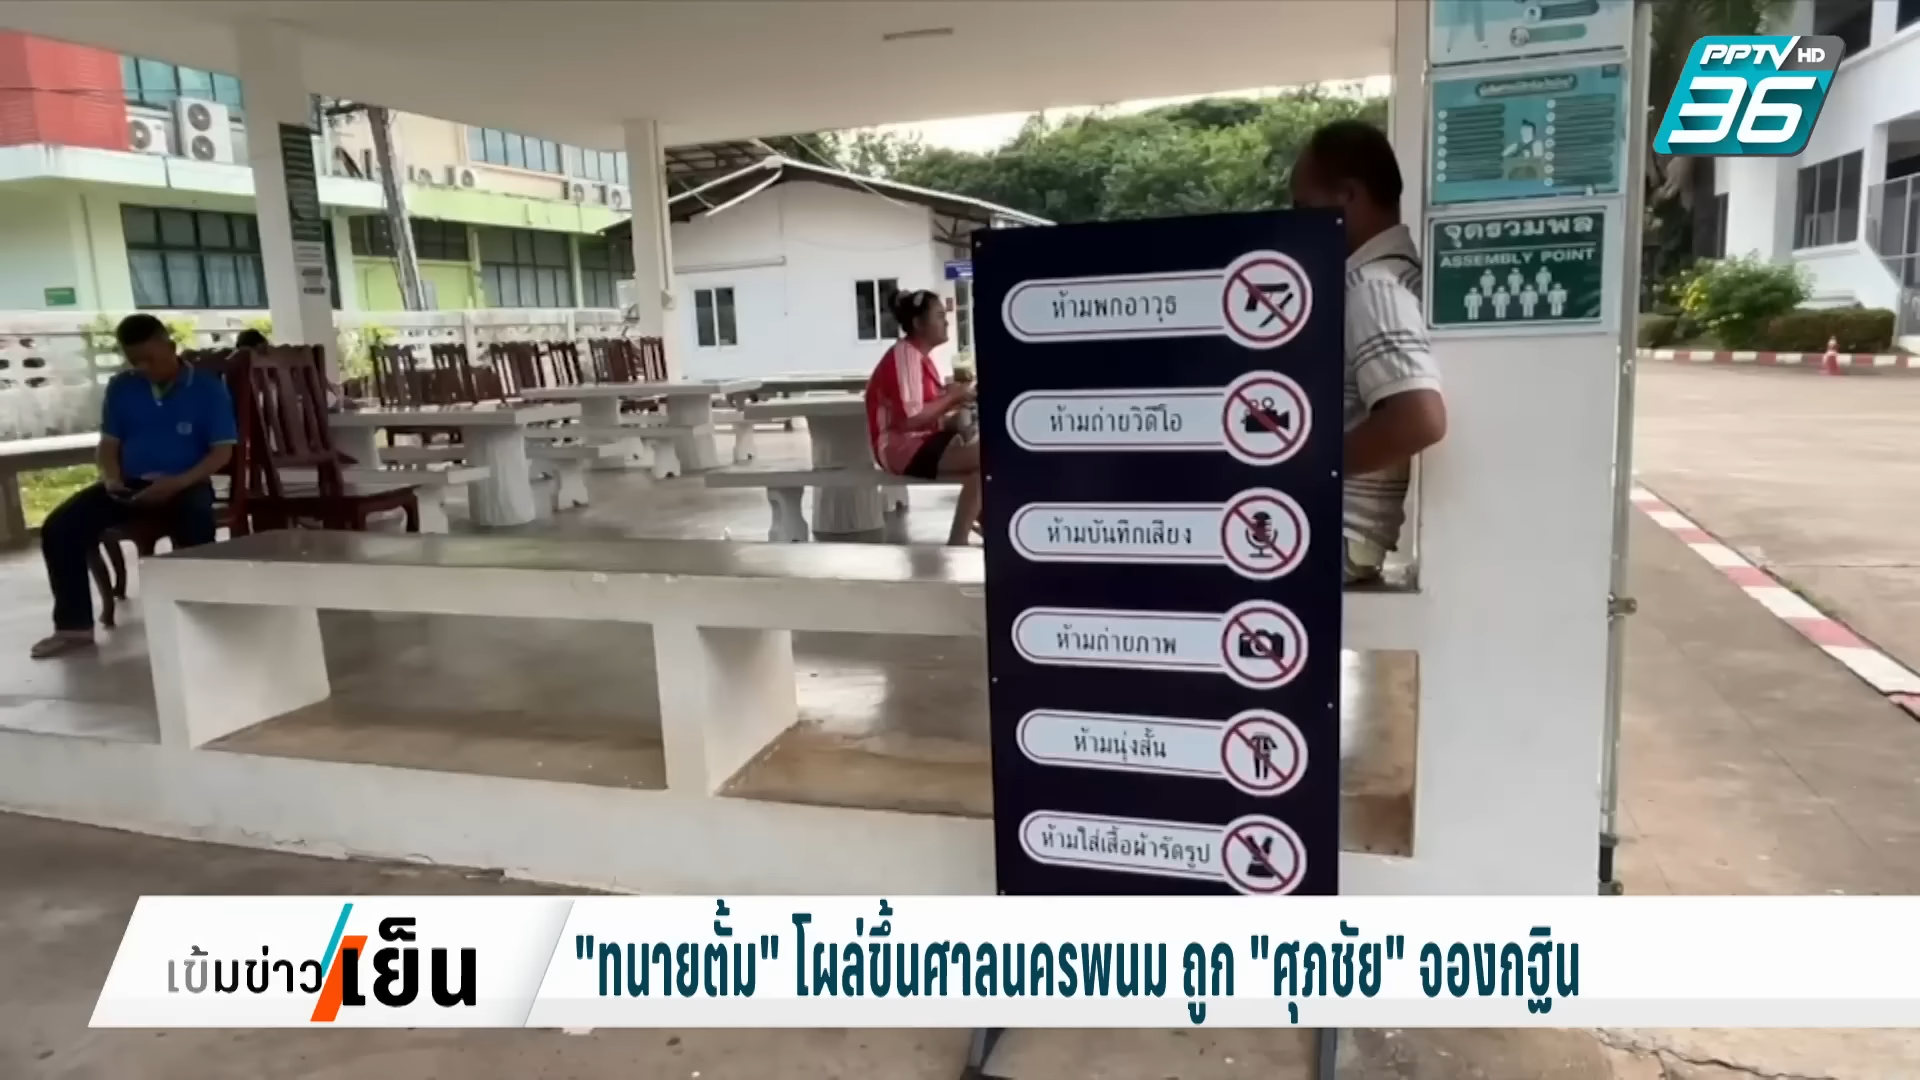 PPTV HD
36
จุดรวมพล
ASSEMBLY POINT
ห้ามพกอาวุธ
ห้ามถ่ายวิดีโอ
ห้ามบันทึกเสียง
ห้ามถ่ายภาพ
ห้ามนุ่งสั้น
ห้ามใส่เสื้อผ้ารัดรูป
เข้มข่าวเย็น
"ทนายตั้ม" โผล่ขึ้นศาลนครพนม ถูก "ศุภชัย" จองกฐิน